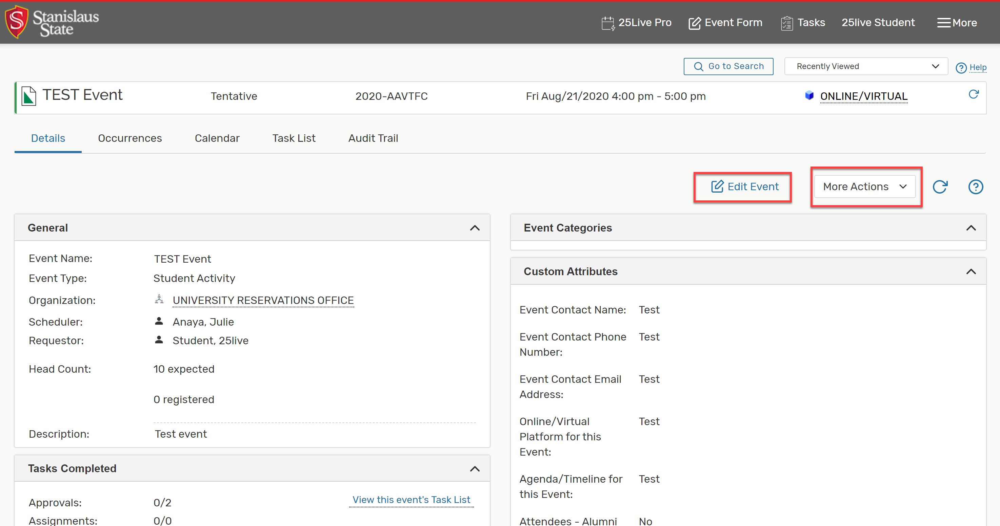 Stanislaus
State
25Live Pro
Event Form
Tasks
25live Student
More
Go to Search
Recently Viewed
Help
TEST Event
Tentative
2020-AAVTFC
Fri Aug/21/2020 4:00 pm - 5:00 pm
ONLINE/VIRTUAL
Details
Occurrences
Calendar
Task List
Audit Trail
Edit Event
More Actions
General
Event Name: TEST Event
Event Type: Student Activity
Organization: UNIVERSITY RESERVATIONS OFFICE
Scheduler: Anaya, Julie
Requestor: Student, 25live
Head Count: 10 expected
0 registered
Description: Test event
Tasks Completed
Approvals: 0/2
View this event's Task List
Assignments: 0/0
Event Categories
Custom Attributes
Event Contact Name: Test
Event Contact Phone Test
Number:
Event Contact Email Test
Address:
Online/Virtual Test
Platform for this
Event:
Agenda/Timeline for Test
this Event:
Attendees - Alumni No